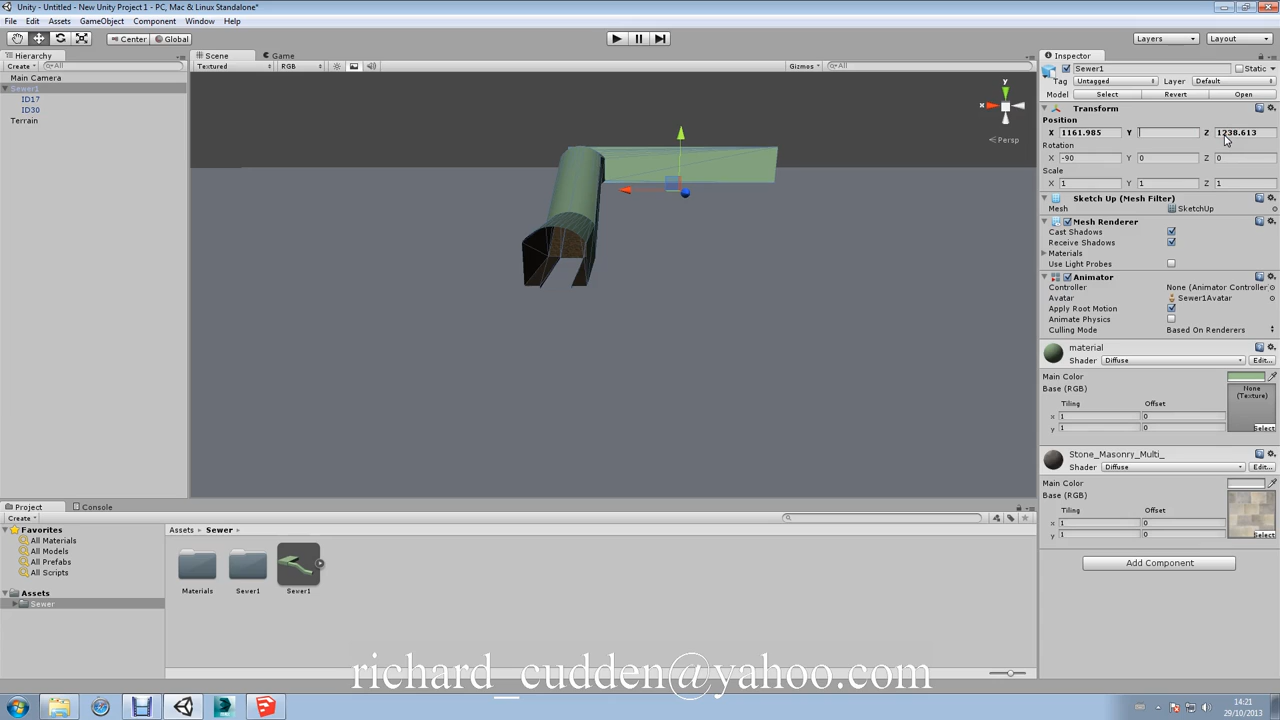 Unity - Untitled - New Unity Project 1 - PC, Mac & Linux Standalone*
File Edit Assets GameObject Component Window Help
Center Global Layers Layout
Hierarchy
Create All
Main Camera
Sewer1
ID17
ID30
Terrain
Scene Game
Textured RGB Gizmos All
y
x
Persp
Inspector
Sewer1 Static
Tag Untagged Layer Default
Model Select Revert Open
Transform
Position
X 1161.985 Y Z 1238.613
Rotation
X -90 Y 0 Z 0
Scale
X 1 Y 1 Z 1
Sketch Up (Mesh Filter)
Mesh SketchUp
Mesh Renderer
Cast Shadows
Receive Shadows
Materials
Use Light Probes
Animator
Controller None (Animator Controller
Avatar Sewer1Avatar
Apply Root Motion
Animate Physics
Culling Mode Based On Renderers
material
Shader Diffuse Edit...
Main Color
Base (RGB)
None
(Texture)
Tiling Offset
x 1 0
y 1 0
Select
Stone_Masonry_Multi_
Shader Diffuse Edit...
Main Color
Base (RGB)
Tiling Offset
x 1 0
y 1 0
Select
Add Component
Project Console
Create
Favorites
All Materials
All Models
All Prefabs
All Scripts
Assets
Sewer
Assets Sewer
Materials Sewer1 Sewer1
richard_cudden@yahoo.com
14:21
29/10/2013